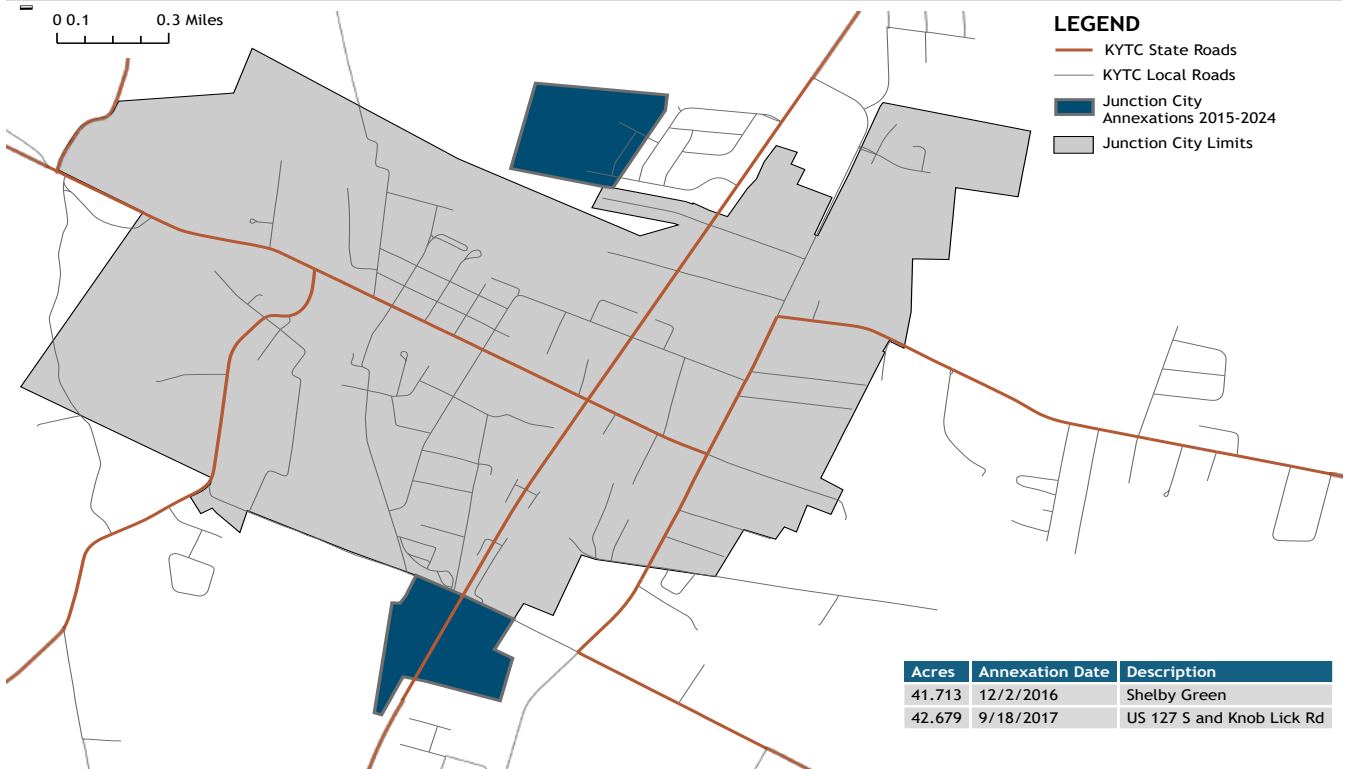 0 0.1 0.3 Miles
LEGEND
KYTC State Roads
KYTC Local Roads
Junction City
Annexations 2015-2024
Junction City Limits
Acres Annexation Date Description
41.713 12/2/2016 Shelby Green
42.679 9/18/2017 US 127 S and Knob Lick Rd